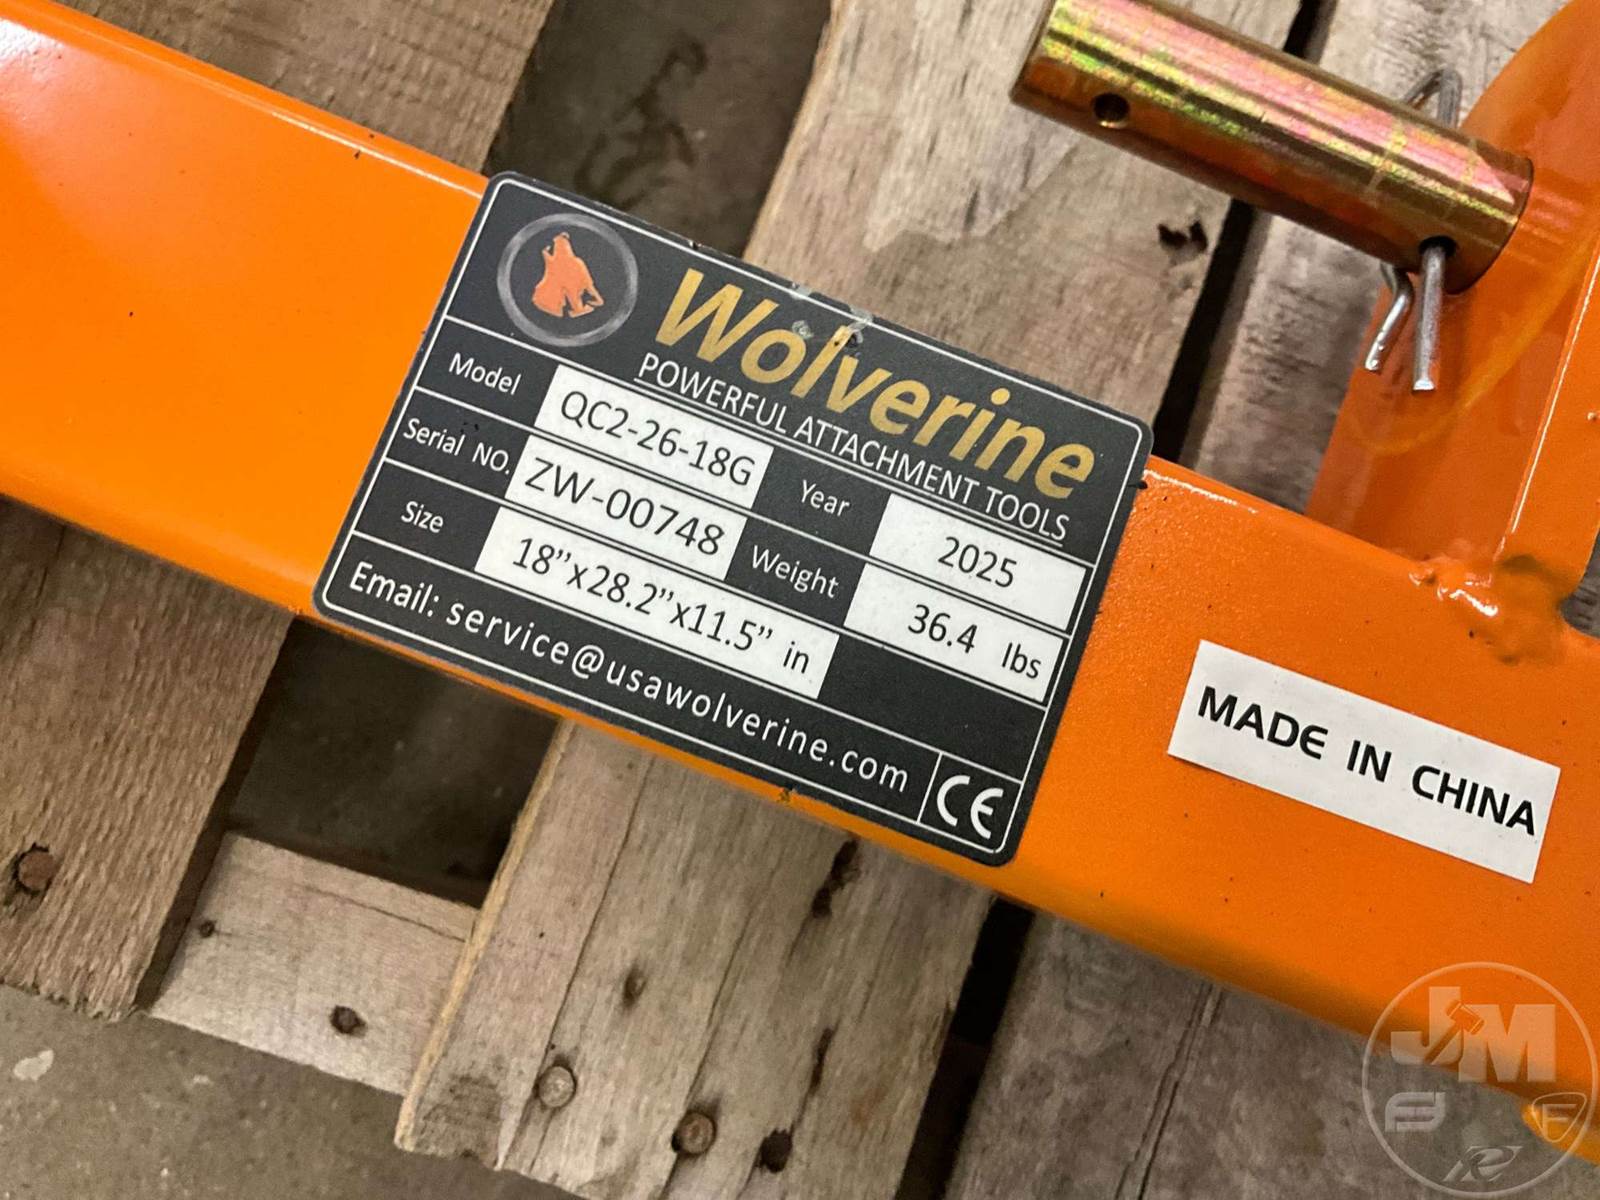 Wolverine
POWERFUL ATTACHMENT TOOLS
Model QC2-26-18G Year 2025
Serial NO. ZW-00748 Weight 36.4 lbs
Size 18”x28.2”x11.5” in
Email: service@usawolverine.com CE
MADE IN CHINA
JM